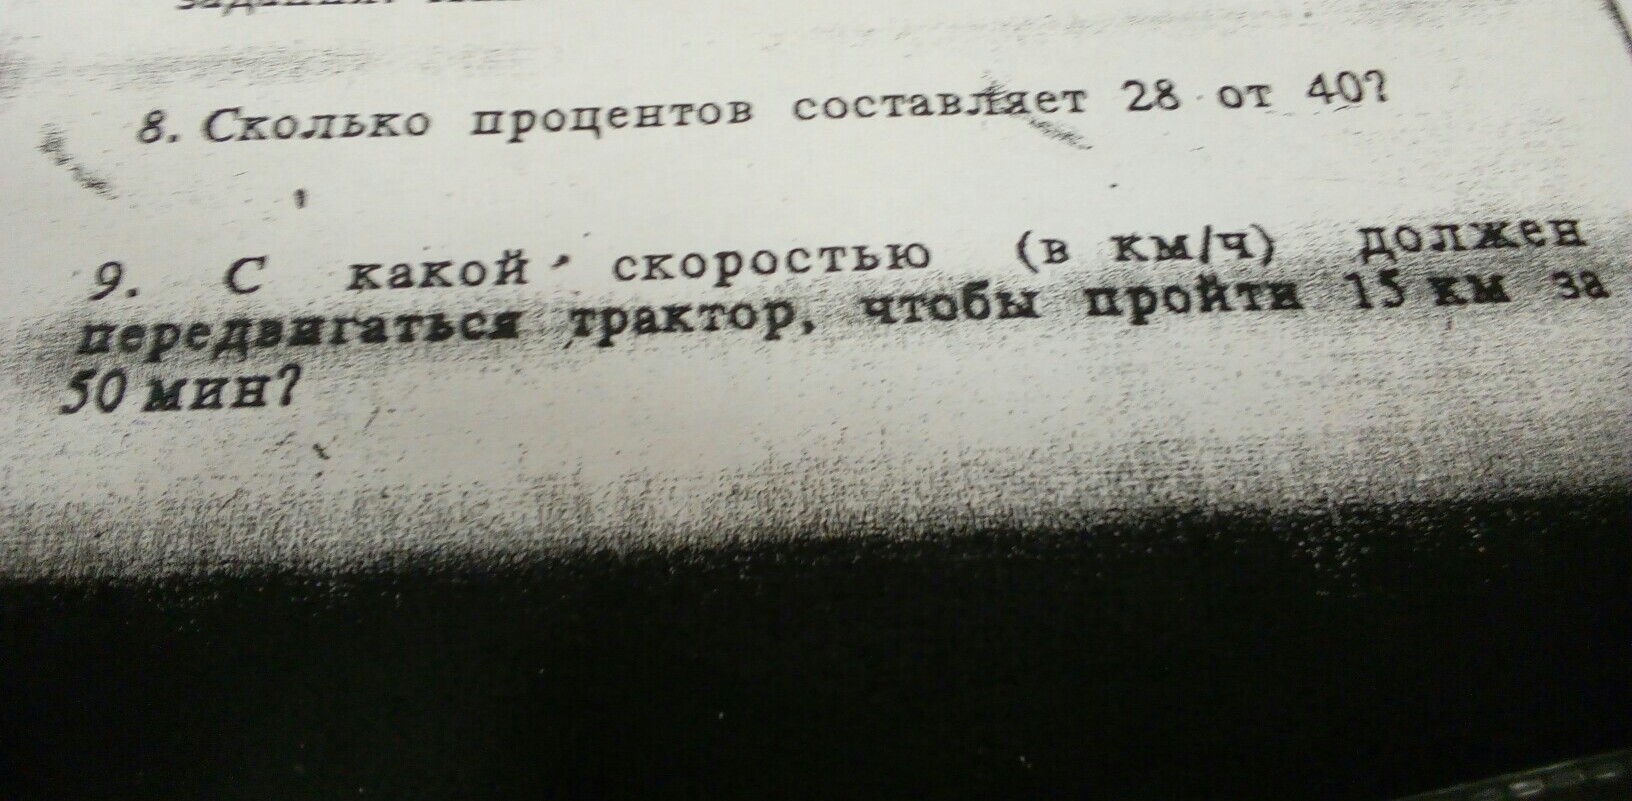 8. Сколько процентов составляет 28 от 40?
9. С какой скоростью (в км/ч) должен
передвигаться трактор, чтобы пройти 15 км за
50 мин?